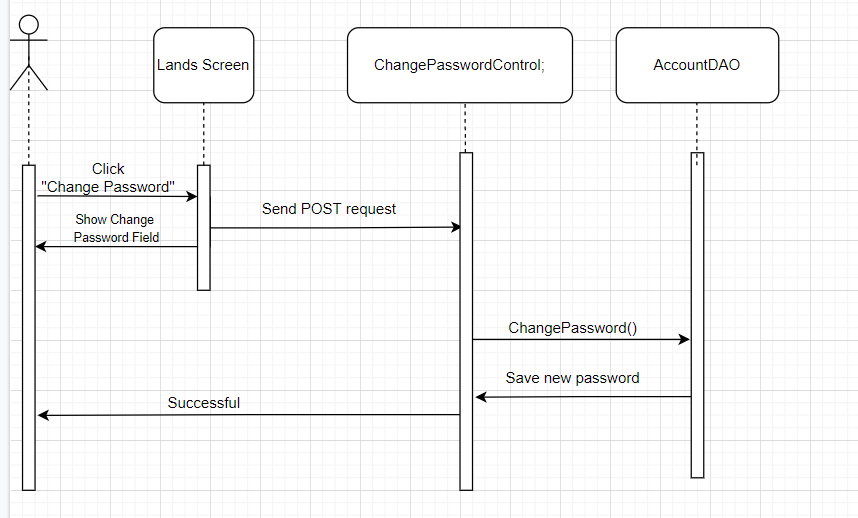 Lands Screen
ChangePasswordControl;
AccountDAO
Click
"Change Password"
Send POST request
Show Change
Password Field
ChangePassword()
Save new password
Successful